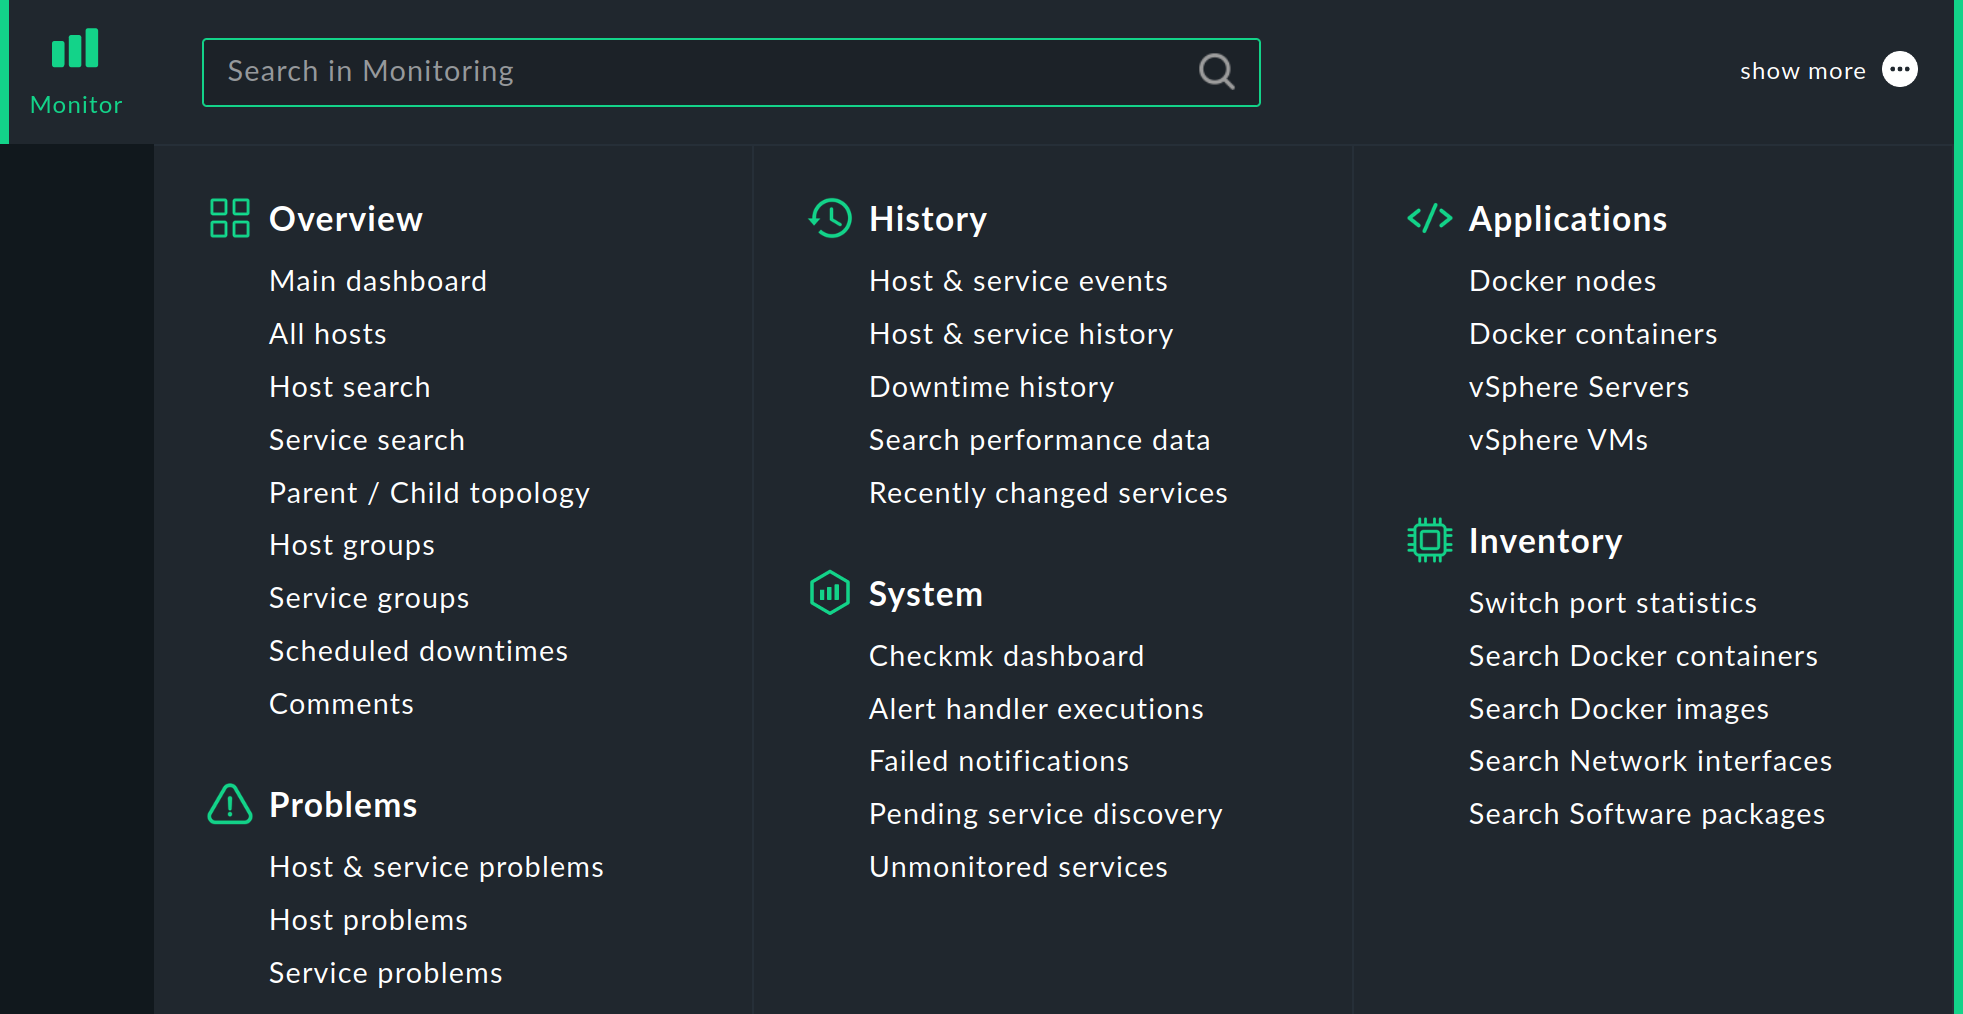 Monitor
Search in Monitoring
show more
Overview
Main dashboard
All hosts
Host search
Service search
Parent / Child topology
Host groups
Service groups
Scheduled downtimes
Comments
Problems
Host & service problems
Host problems
Service problems
History
Host & service events
Host & service history
Downtime history
Search performance data
Recently changed services
System
Checkmk dashboard
Alert handler executions
Failed notifications
Pending service discovery
Unmonitored services
Applications
Docker nodes
Docker containers
vSphere Servers
vSphere VMs
Inventory
Switch port statistics
Search Docker containers
Search Docker images
Search Network interfaces
Search Software packages